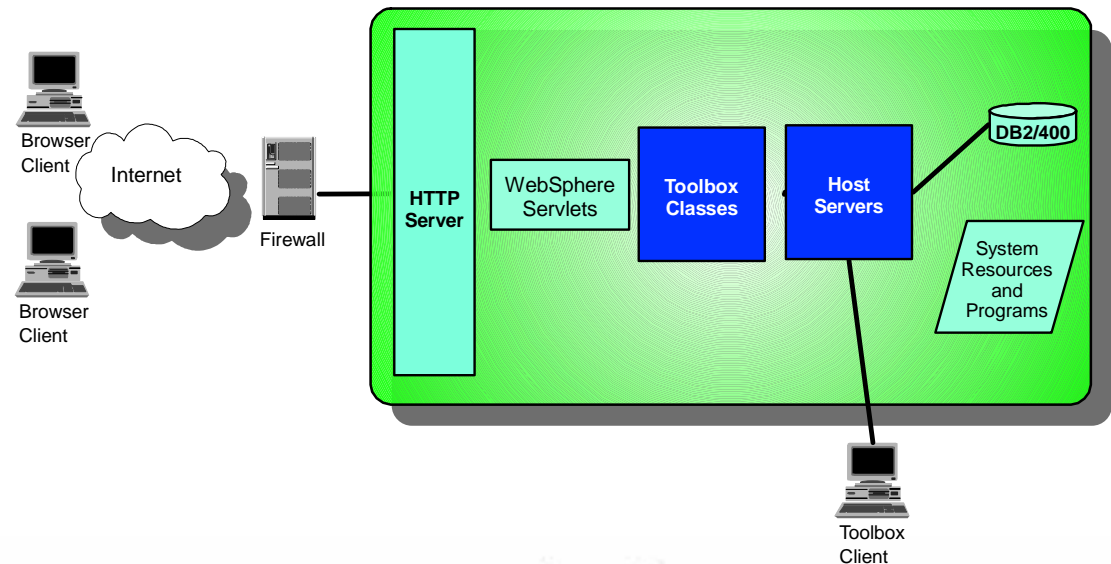 Browser
Client
Internet
Browser
Client
Firewall
HTTP
Server
WebSphere
Servlets
Toolbox
Classes
Host
Servers
DB2/400
System
Resources
and
Programs
Toolbox
Client